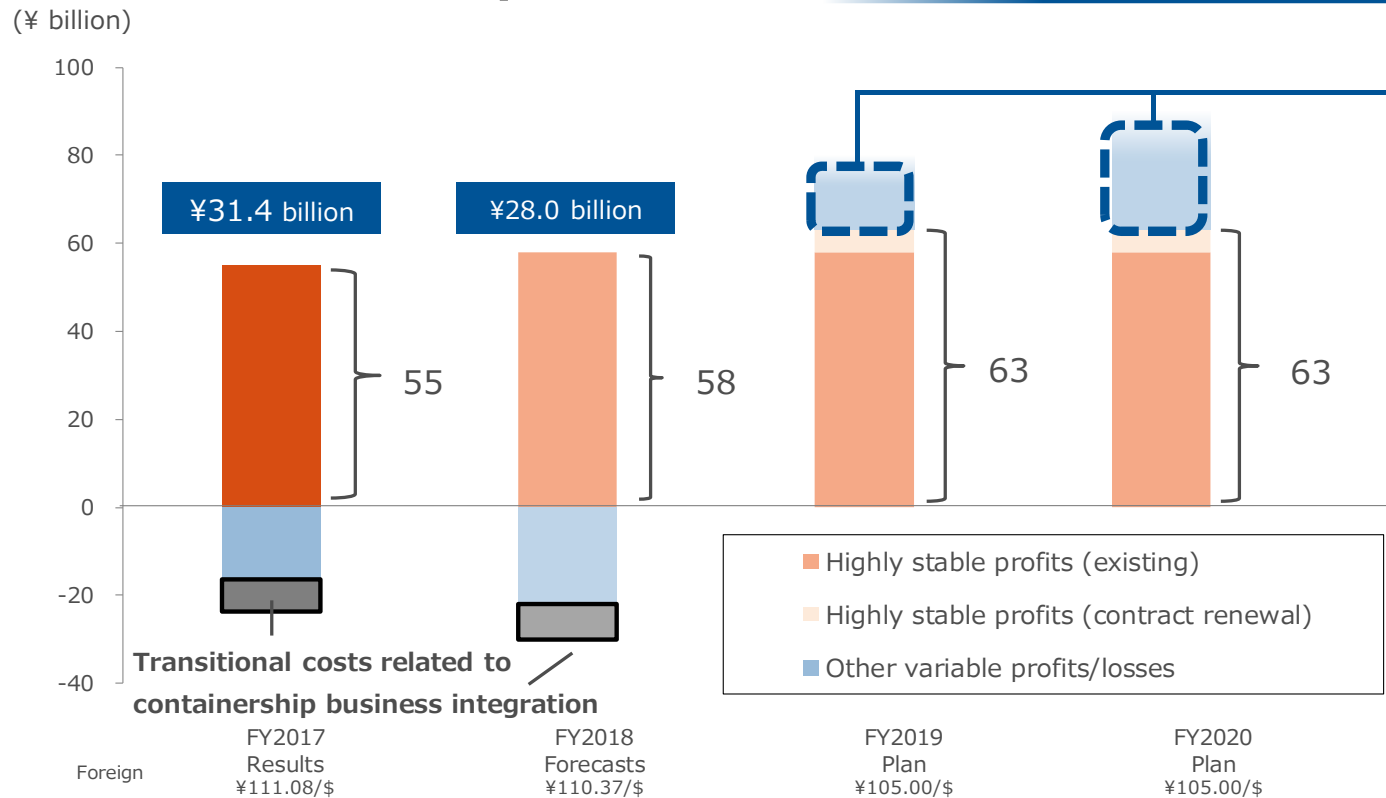 (¥ billion)
100
80
60
40
20
0
-20
-40
¥31.4 billion
¥28.0 billion
55
58
63
63
Highly stable profits (existing)
Highly stable profits (contract renewal)
Other variable profits/losses
Transitional costs related to
containership business integration
FY2017
Results
¥111.08/$
FY2018
Forecasts
¥110.37/$
FY2019
Plan
¥105.00/$
FY2020
Plan
¥105.00/$
Foreign